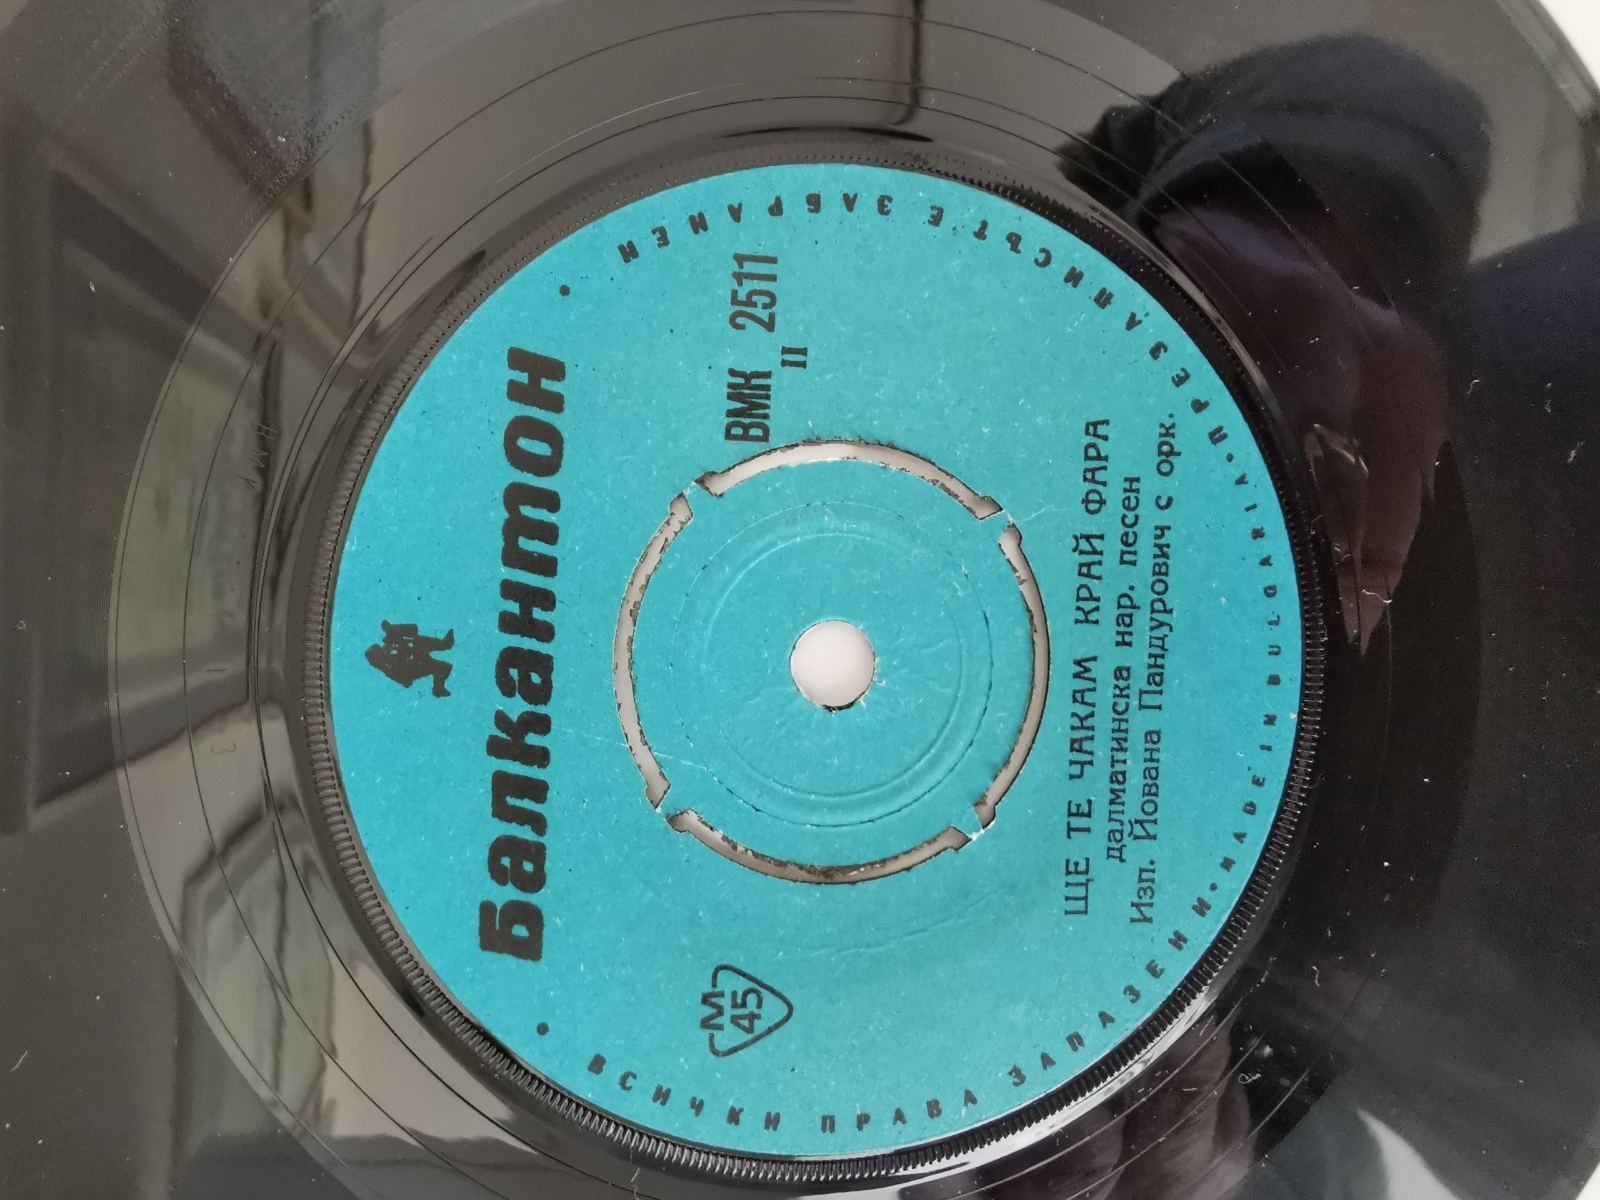 Балкантон
ВМК 2511
II
М
45
ЩЕ ТЕ ЧАКАМ КРАЙ ФАРА
далматинска нар. песен
Изп. Йована Пандурович с орк.
• ВСИЧКИ ПРАВА ЗАПАЗЕНИ • MADE IN BULGARIA • ПРЕЗАПИСЪТ Е ЗАБРАНЕН •